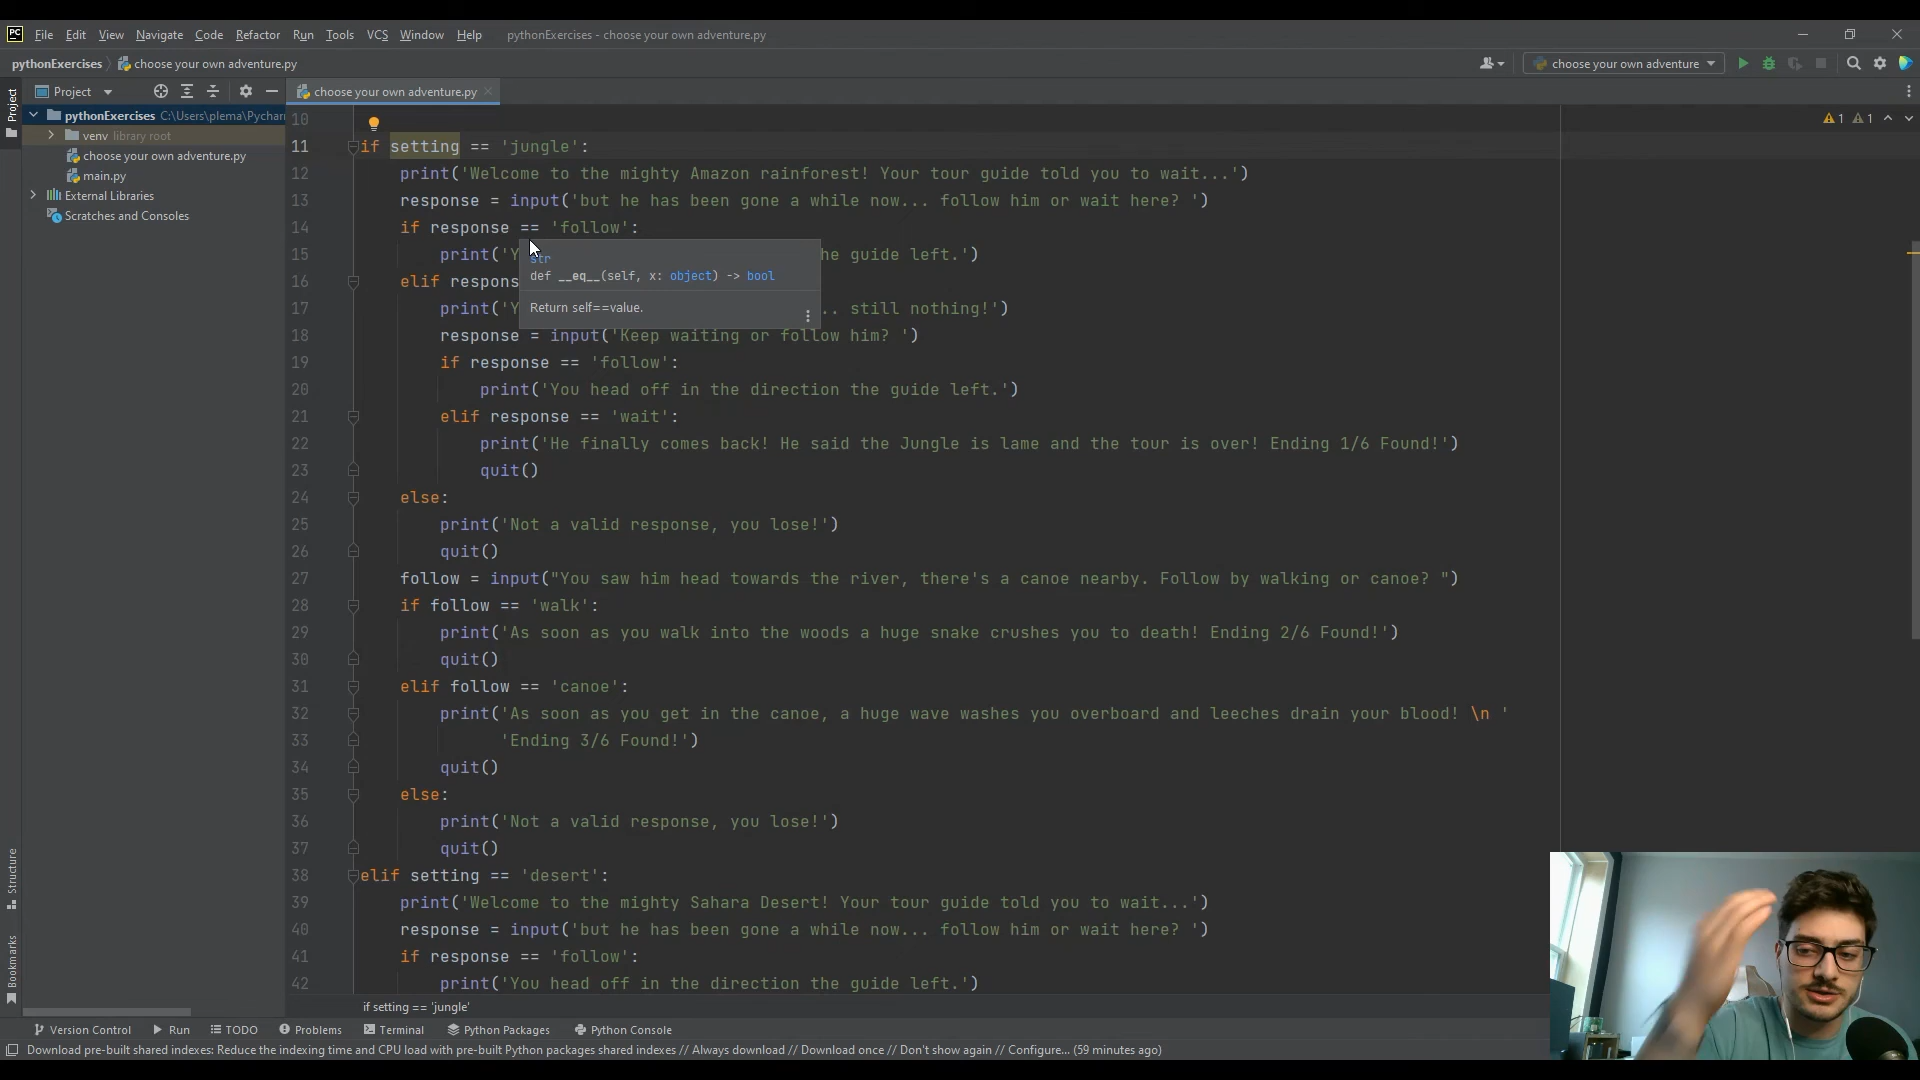 PC File Edit View Navigate Code Refactor Run Tools VCS Window Help pythonExercises - choose your own adventure.py
pythonExercises choose your own adventure.py choose your own adventure
Project choose your own adventure.py
Project
pythonExercises C:\Users\plema\Pychar
venv library root
choose your own adventure.py
main.py
External Libraries
Scratches and Consoles
1 1
10
11 if setting == 'jungle':
12 print('Welcome to the mighty Amazon rainforest! Your tour guide told you to wait...')
13 response = input('but he has been gone a while now... follow him or wait here? ')
14 if response == 'follow':
15 print('Y he guide left.')
str
def __eq__(self, x: object) -> bool
Return self==value.
16 elif respons
17 print('Y .. still nothing!')
18 response = input('Keep waiting or follow him? ')
19 if response == 'follow':
20 print('You head off in the direction the guide left.')
21 elif response == 'wait':
22 print('He finally comes back! He said the Jungle is lame and the tour is over! Ending 1/6 Found!')
23 quit()
24 else:
25 print('Not a valid response, you lose!')
26 quit()
27 follow = input("You saw him head towards the river, there's a canoe nearby. Follow by walking or canoe? ")
28 if follow == 'walk':
29 print('As soon as you walk into the woods a huge snake crushes you to death! Ending 2/6 Found!')
30 quit()
31 elif follow == 'canoe':
32 print('As soon as you get in the canoe, a huge wave washes you overboard and leeches drain your blood! \n '
33 'Ending 3/6 Found!')
34 quit()
35 else:
36 print('Not a valid response, you lose!')
37 quit()
38 elif setting == 'desert':
39 print('Welcome to the mighty Sahara Desert! Your tour guide told you to wait...')
40 response = input('but he has been gone a while now... follow him or wait here? ')
41 if response == 'follow':
42 print('You head off in the direction the guide left.')
if setting == 'jungle'
Structure
Bookmarks
Version Control Run TODO Problems Terminal Python Packages Python Console
Download pre-built shared indexes: Reduce the indexing time and CPU load with pre-built Python packages shared indexes // Always download // Download once // Don't show again // Configure... (59 minutes ago)